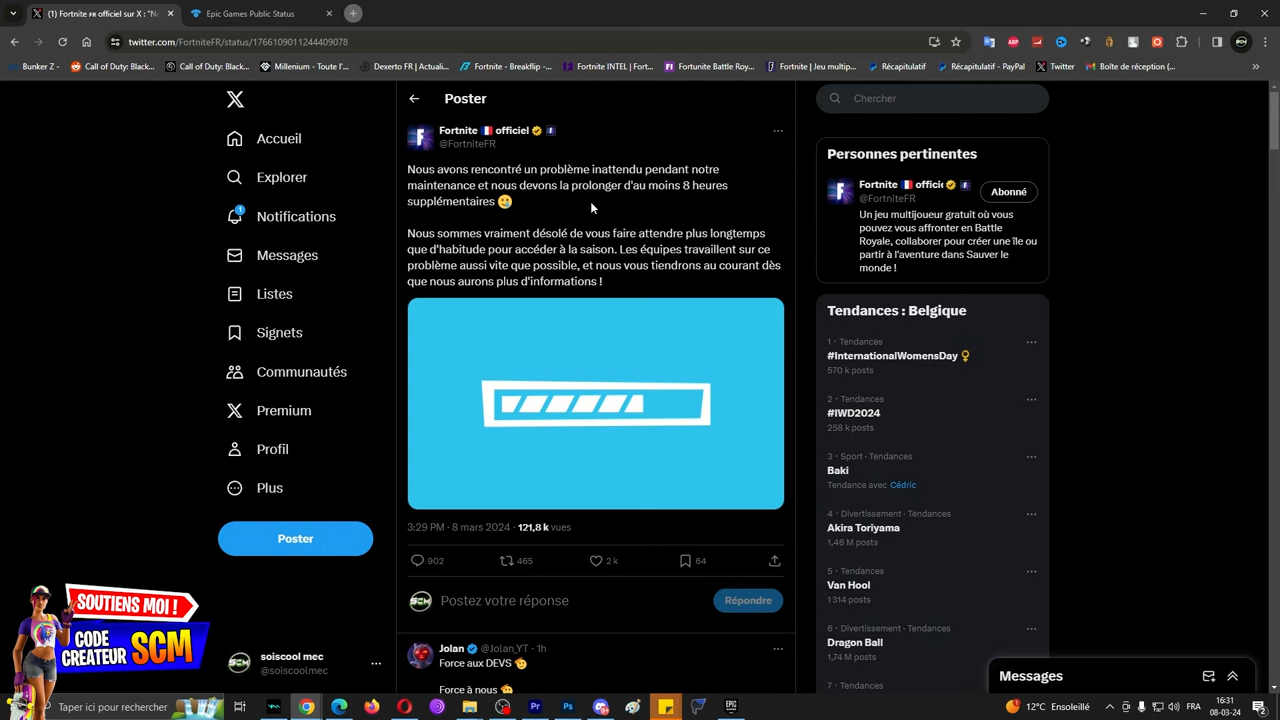 (1) Fortnite FR officiel sur X : "N
Epic Games Public Status
twitter.com/FortniteFR/status/1766109011244409078
Bunker Z -
Call of Duty: Black...
Call of Duty: Black...
Millenium - Toute l'...
Dexerto FR | Actuali...
Fortnite - Breakflip -...
Fortnite INTEL | Fort...
Fortunite Battle Roy...
Fortnite | Jeu multip...
Récapitulatif
Récapitulatif - PayPal
Twitter
Boîte de réception (...
»
X
Accueil
Explorer
1
Notifications
Messages
Listes
Signets
Communautés
Premium
Profil
Plus
Poster
SOUTIENS MOI !
CODE
CREATEUR SCM
soiscool mec
@soiscoolmec
Poster
Fortnite 🇫🇷 officiel
@FortniteFR
Nous avons rencontré un problème inattendu pendant notre
maintenance et nous devons la prolonger d'au moins 8 heures
supplémentaires 😬
Nous sommes vraiment désolé de vous faire attendre plus longtemps
que d'habitude pour accéder à la saison. Les équipes travaillent sur ce
problème aussi vite que possible, et nous vous tiendrons au courant dès
que nous aurons plus d'informations !
3:29 PM · 8 mars 2024 · 121,8 k vues
902
465
2 k
64
Postez votre réponse
Répondre
Jolan @Jolan_YT · 1h
Force aux DEVS 🫡
Force à nous 🫡
Chercher
Personnes pertinentes
Fortnite 🇫🇷 officiel
@FortniteFR
Abonné
Un jeu multijoueur gratuit où vous
pouvez vous affronter en Battle
Royale, collaborer pour créer une île ou
partir à l'aventure dans Sauver le
monde !
Tendances : Belgique
1 · Tendances
#InternationalWomensDay
570 k posts
2 · Tendances
#IWD2024
258 k posts
3 · Sport · Tendances
Baki
Tendance avec Cédric
4 · Divertissement · Tendances
Akira Toriyama
1,46 M posts
5 · Tendances
Van Hool
1 314 posts
6 · Divertissement · Tendances
Dragon Ball
1,74 M posts
7 · Tendances
Messages
Taper ici pour rechercher
12°C Ensoleillé
FRA
16:31
08-03-24